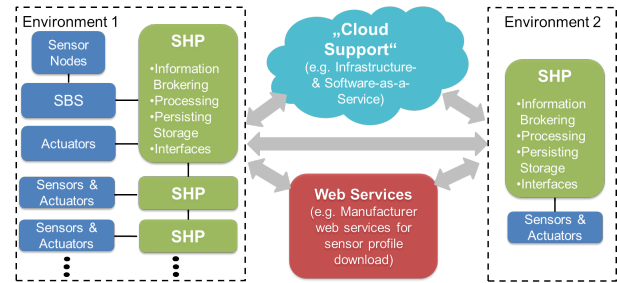 Environment 1
Sensor
Nodes
SBS
Actuators
Sensors &
Actuators
Sensors &
Actuators
SHP
•Information
Brokering
•Processing
•Persisting
Storage
•Interfaces
SHP
SHP
„Cloud
Support“
(e.g. Infrastructure-
& Software-as-a-
Service)
Web Services
(e.g. Manufacturer
web services for
sensor profile
download)
Environment 2
SHP
•Information
Brokering
•Processing
•Persisting
Storage
•Interfaces
Sensors &
Actuators